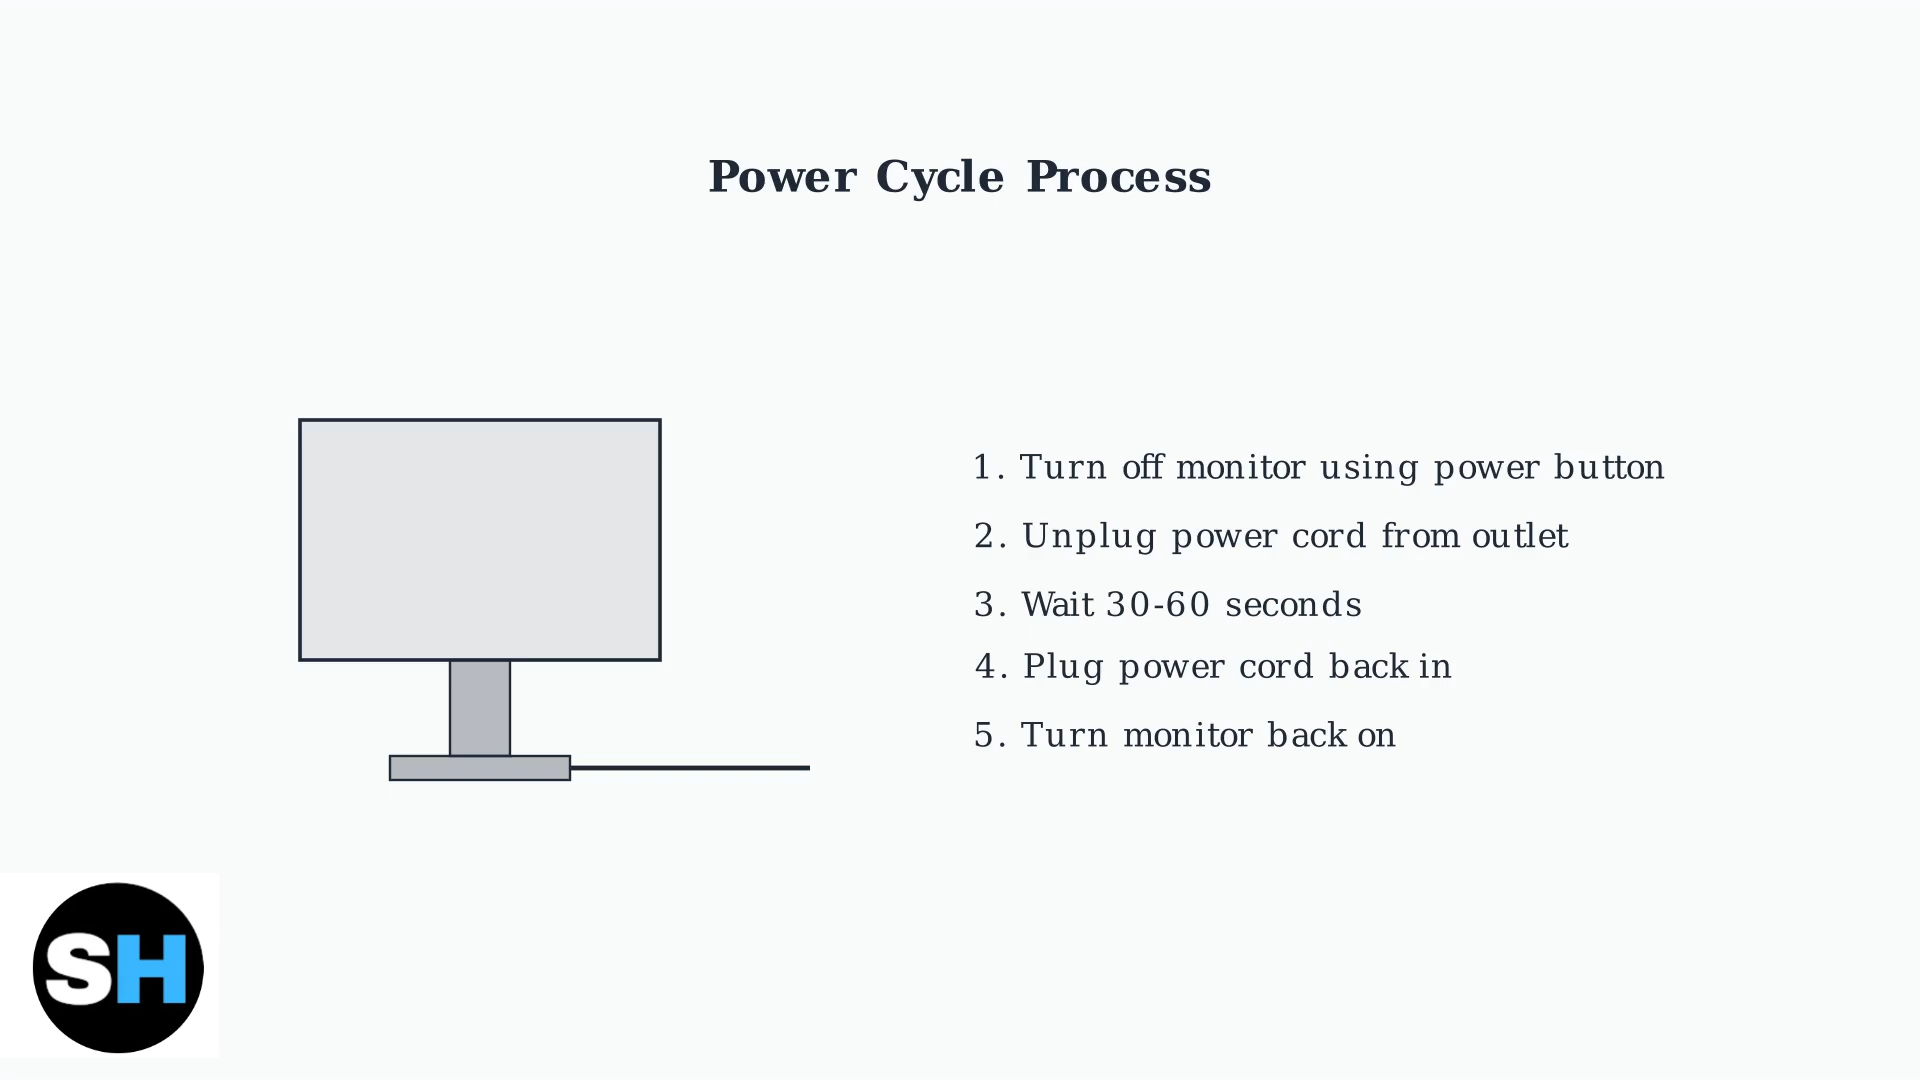 Power Cycle Process
1. Turn off monitor using power button
2. Unplug power cord from outlet
3. Wait 30-60 seconds
4. Plug power cord back in
5. Turn monitor back on
SH